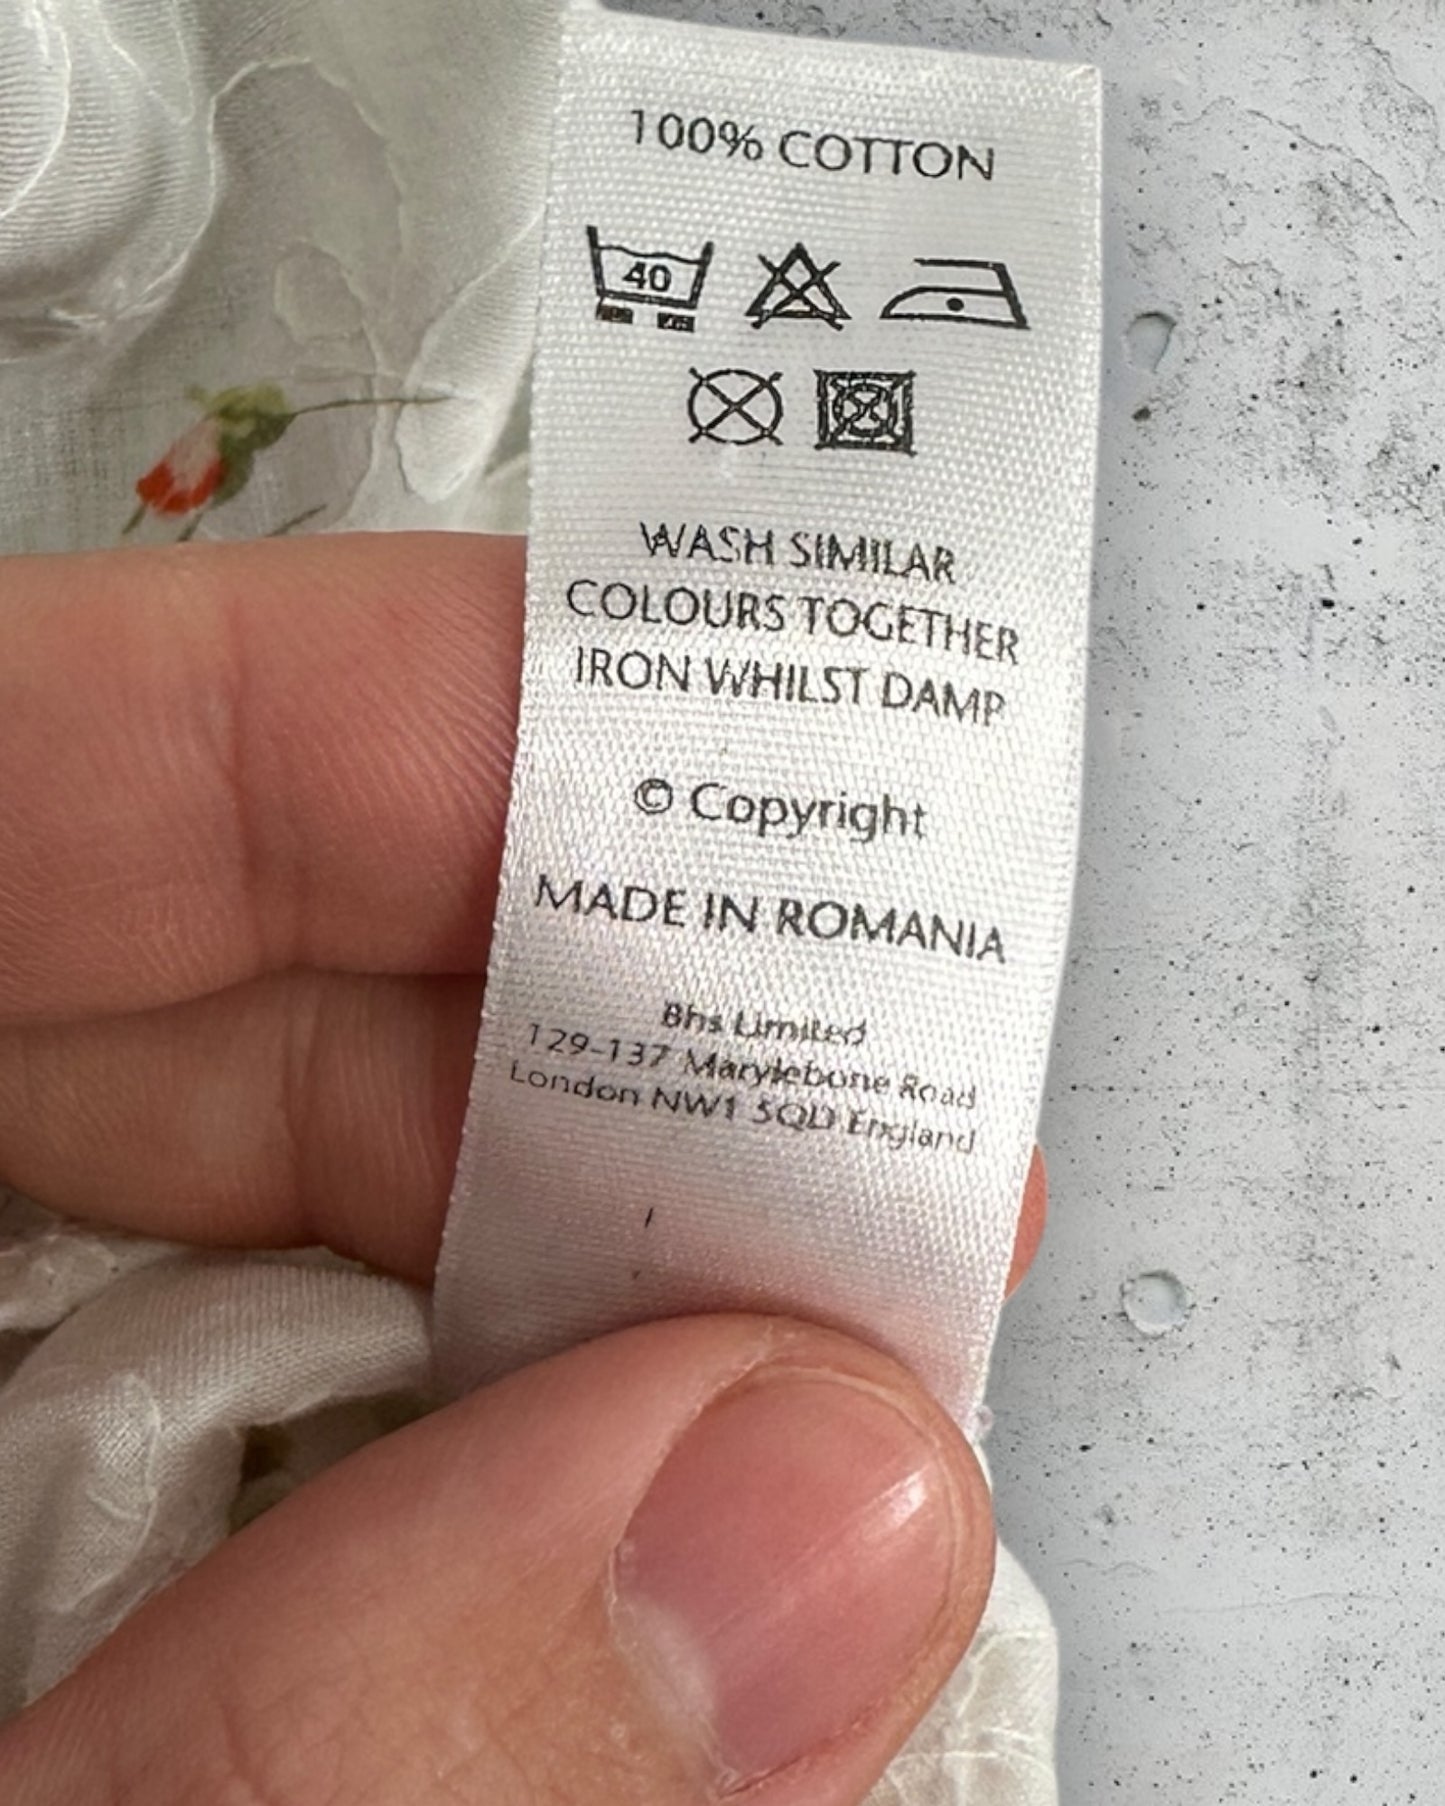 100% COTTON
40
WASH SIMILAR
COLOURS TOGETHER
IRON WHILST DAMP
© Copyright
MADE IN ROMANIA
Bhs Limited
129-137 Marylebone Road
London NW1 5QD England